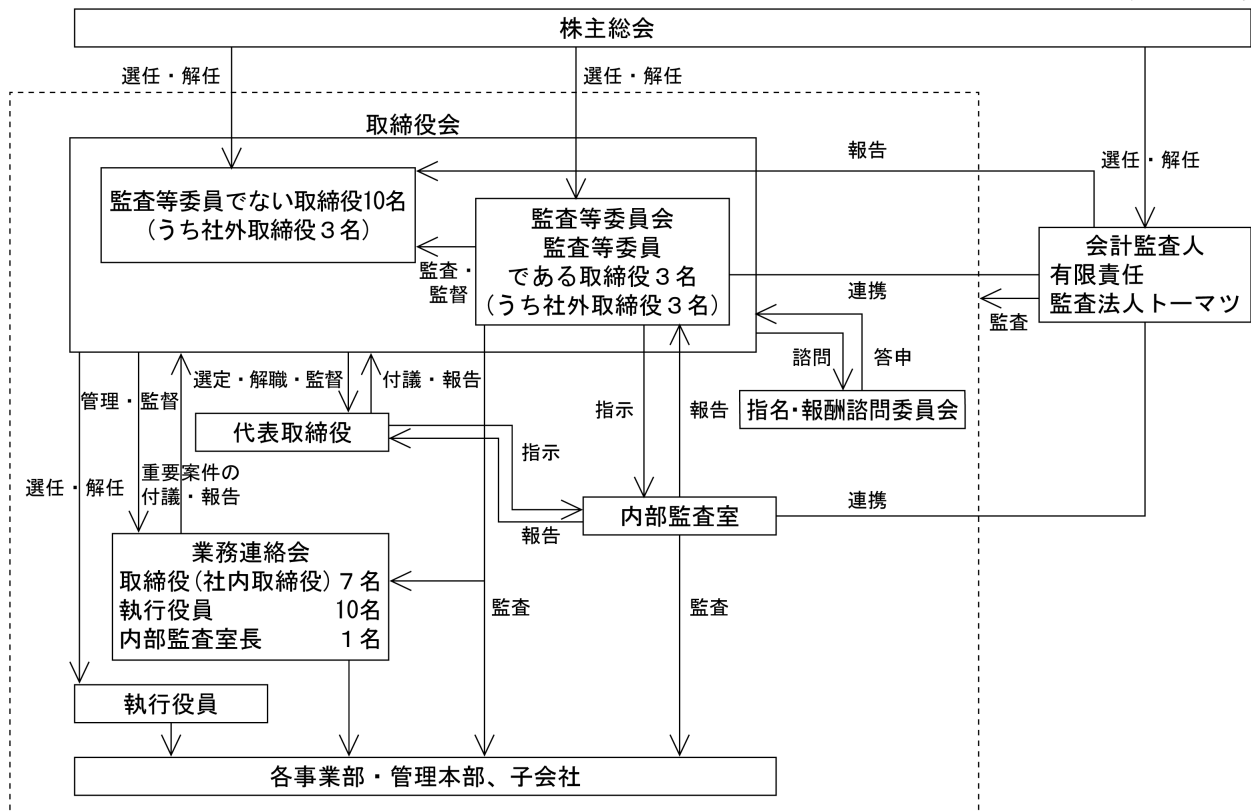 株主総会
選任・解任
選任・解任
取締役会
報告
選任・解任
監査等委員でない取締役10名
(うち社外取締役3名)
監査等委員会
監査等委員
である取締役3名
(うち社外取締役3名)
監査・
監督
会計監査人
有限責任
監査法人トーマツ
連携
監査
諮問
答申
選定・解職・監督
付議・報告
管理・監督
指示
報告
指名・報酬諮問委員会
代表取締役
指示
重要案件の
付議・報告
選任・解任
内部監査室
連携
報告
業務連絡会
取締役(社内取締役)7名
執行役員 10名
内部監査室長 1名
監査
監査
執行役員
各事業部・管理本部、子会社